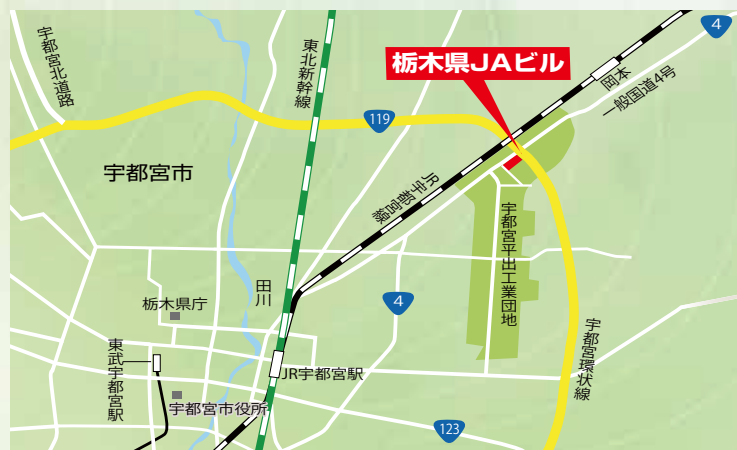 4
宇都宮北道路
東北新幹線
栃木県JAビル
岡本
一般国道4号
119
宇都宮市
JR宇都宮線
宇都宮平出工業団地
田川
栃木県庁
4
東武宇都宮駅
JR宇都宮駅
宇都宮環状線
宇都宮市役所
123